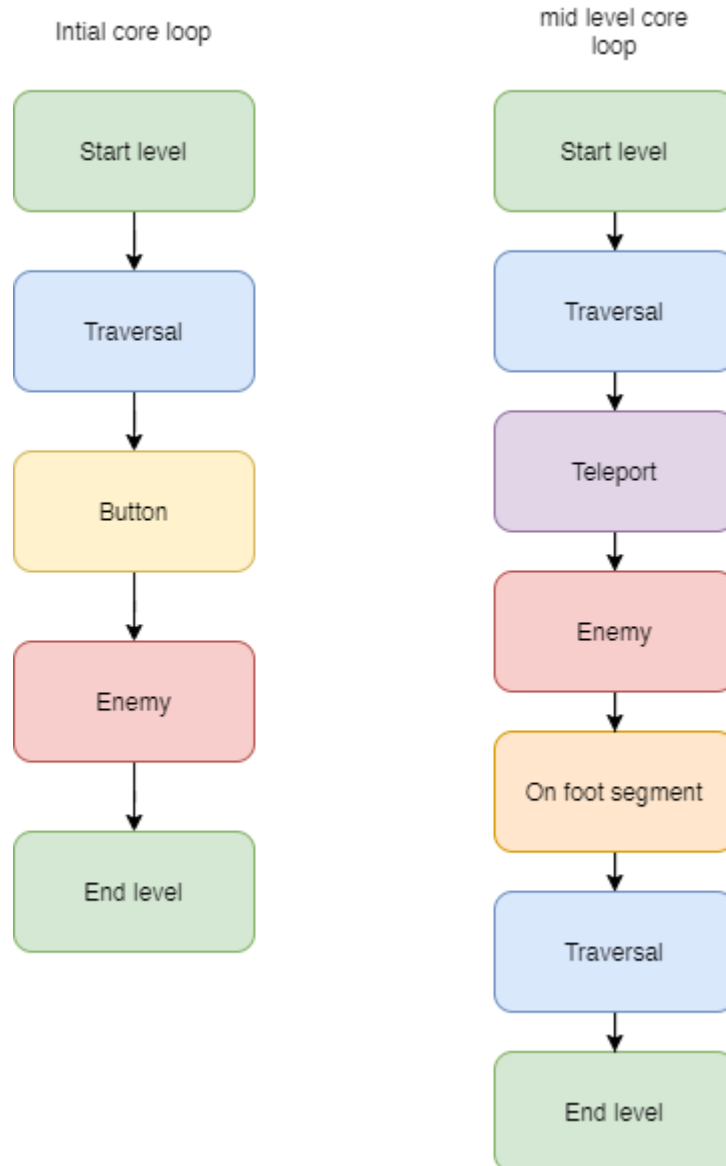 Intial core loop
Start level
Traversal
Button
Enemy
End level
mid level core
loop
Start level
Traversal
Teleport
Enemy
On foot segment
Traversal
End level